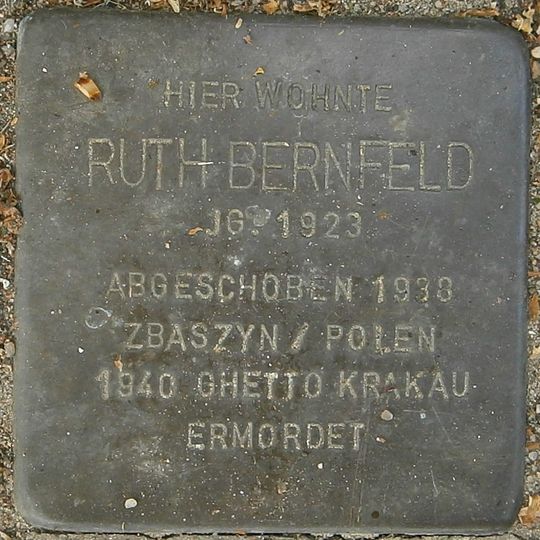 HIER WOHNTE
RUTH BERNFELD
JG. 1923
ABGESCHOBEN 1938
ZBASZYN / POLEN
1940 GHETTO KRAKAU
ERMORDET